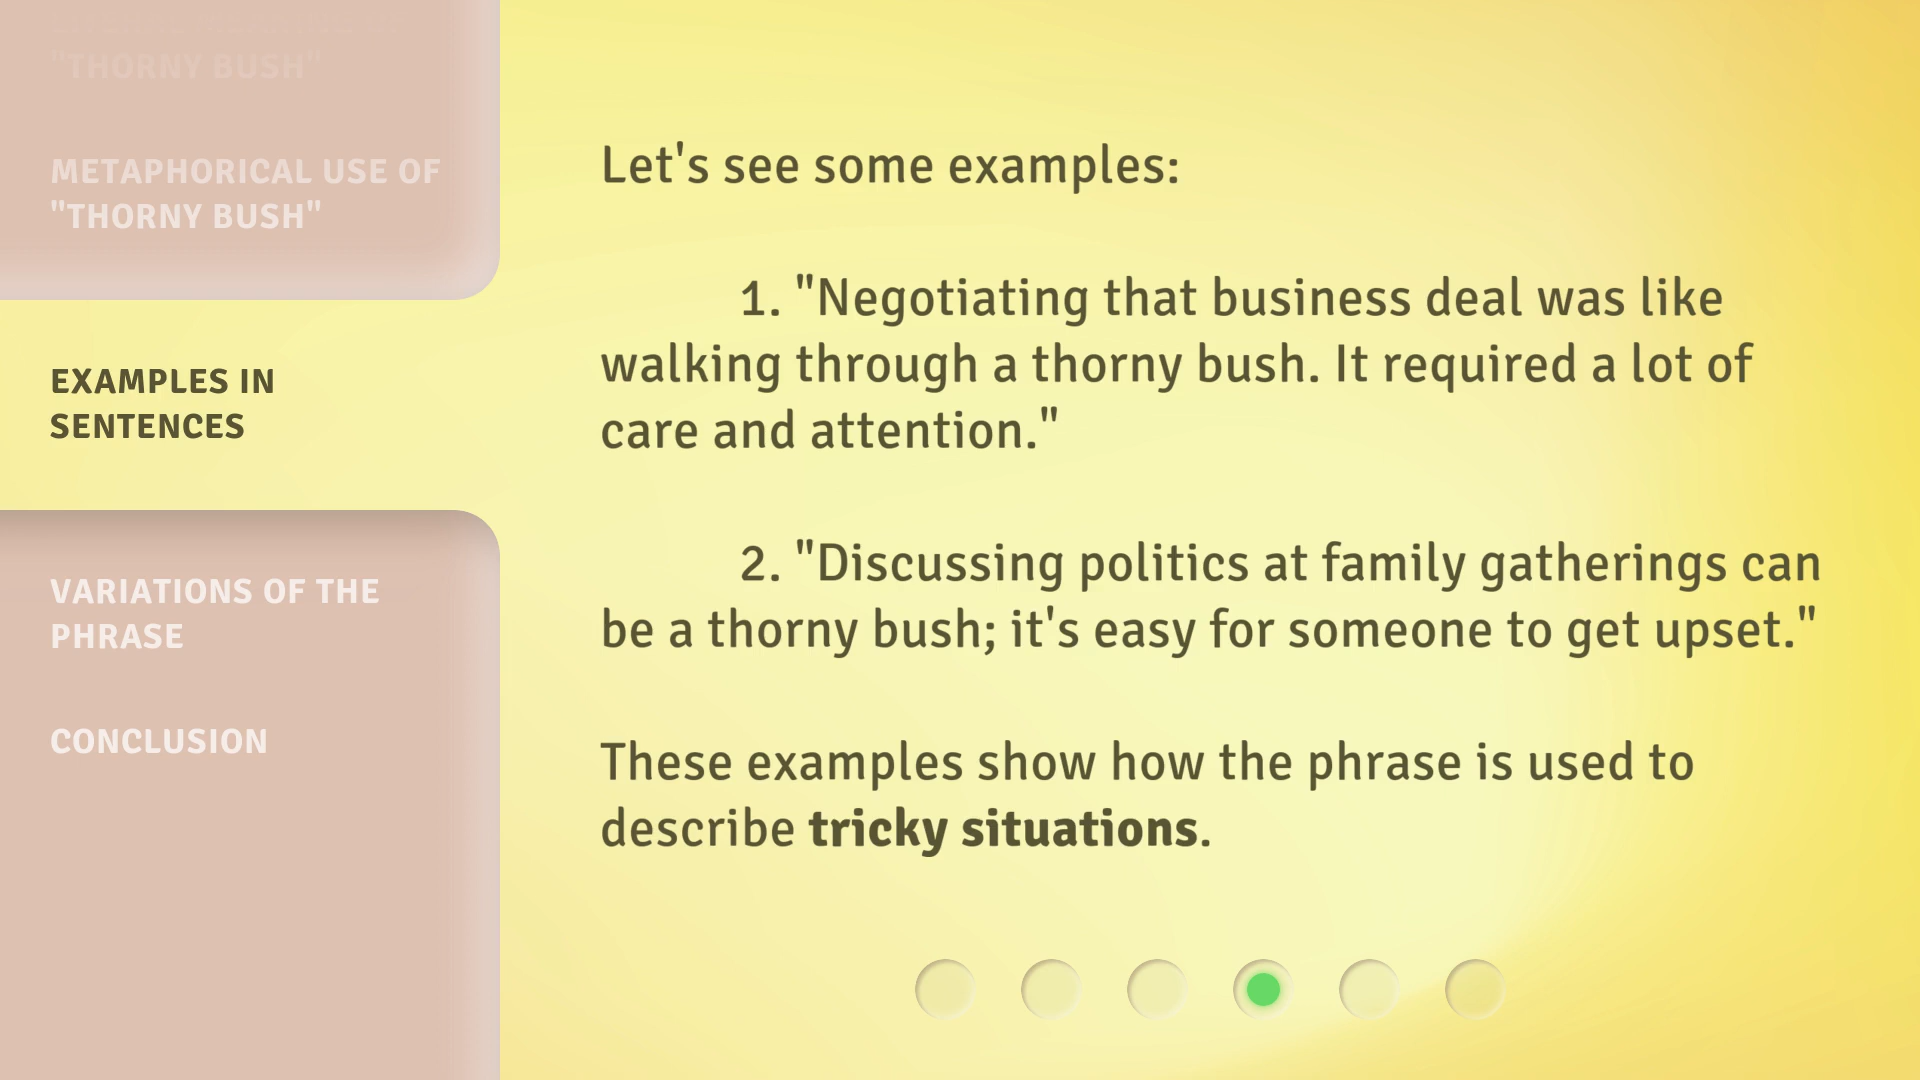 "THORNY BUSH"
METAPHORICAL USE OF
"THORNY BUSH"
EXAMPLES IN
SENTENCES
VARIATIONS OF THE
PHRASE
CONCLUSION
Let's see some examples:
1. "Negotiating that business deal was like
walking through a thorny bush. It required a lot of
care and attention."
2. "Discussing politics at family gatherings can
be a thorny bush; it's easy for someone to get upset."
These examples show how the phrase is used to
describe tricky situations.